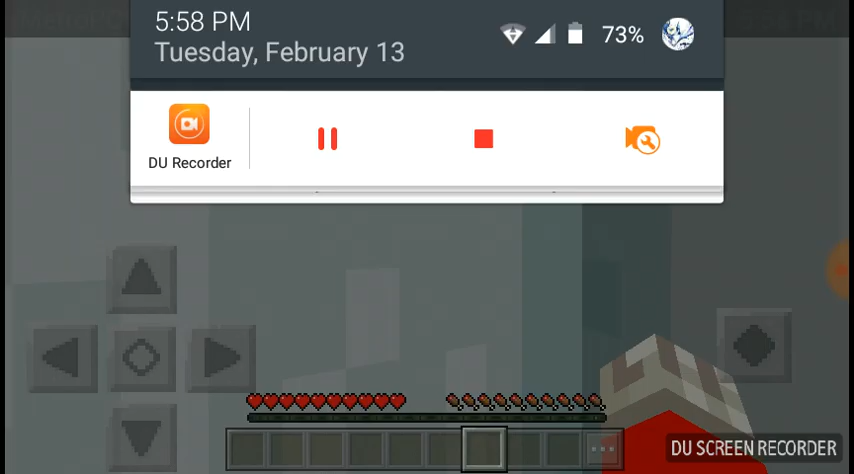 5:58 PM
Tuesday, February 13
73%
DU Recorder
DU SCREEN RECORDER